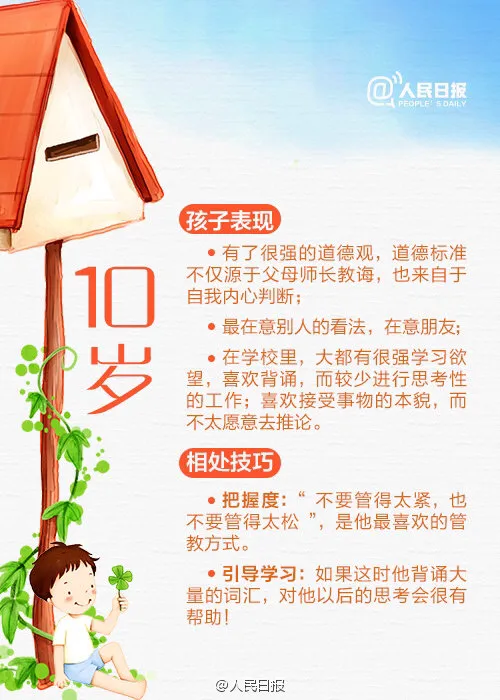 @人民日报
PEOPLE'S DAILY
10岁
孩子表现
• 有了很强的道德观，道德标准
不仅源于父母师长教诲，也来自于
自我内心判断；
• 最在意别人的看法，在意朋友；
• 在学校里，大都有很强学习欲
望，喜欢背诵，而较少进行思考性
的工作；喜欢接受事物的本貌，而
不太愿意去推论。
相处技巧
• 把握度：“ 不要管得太紧，也
不要管得太松 ”，是他最喜欢的管
教方式。
• 引导学习：如果这时他背诵大
量的词汇，对他以后的思考会很有
帮助！
@人民日报